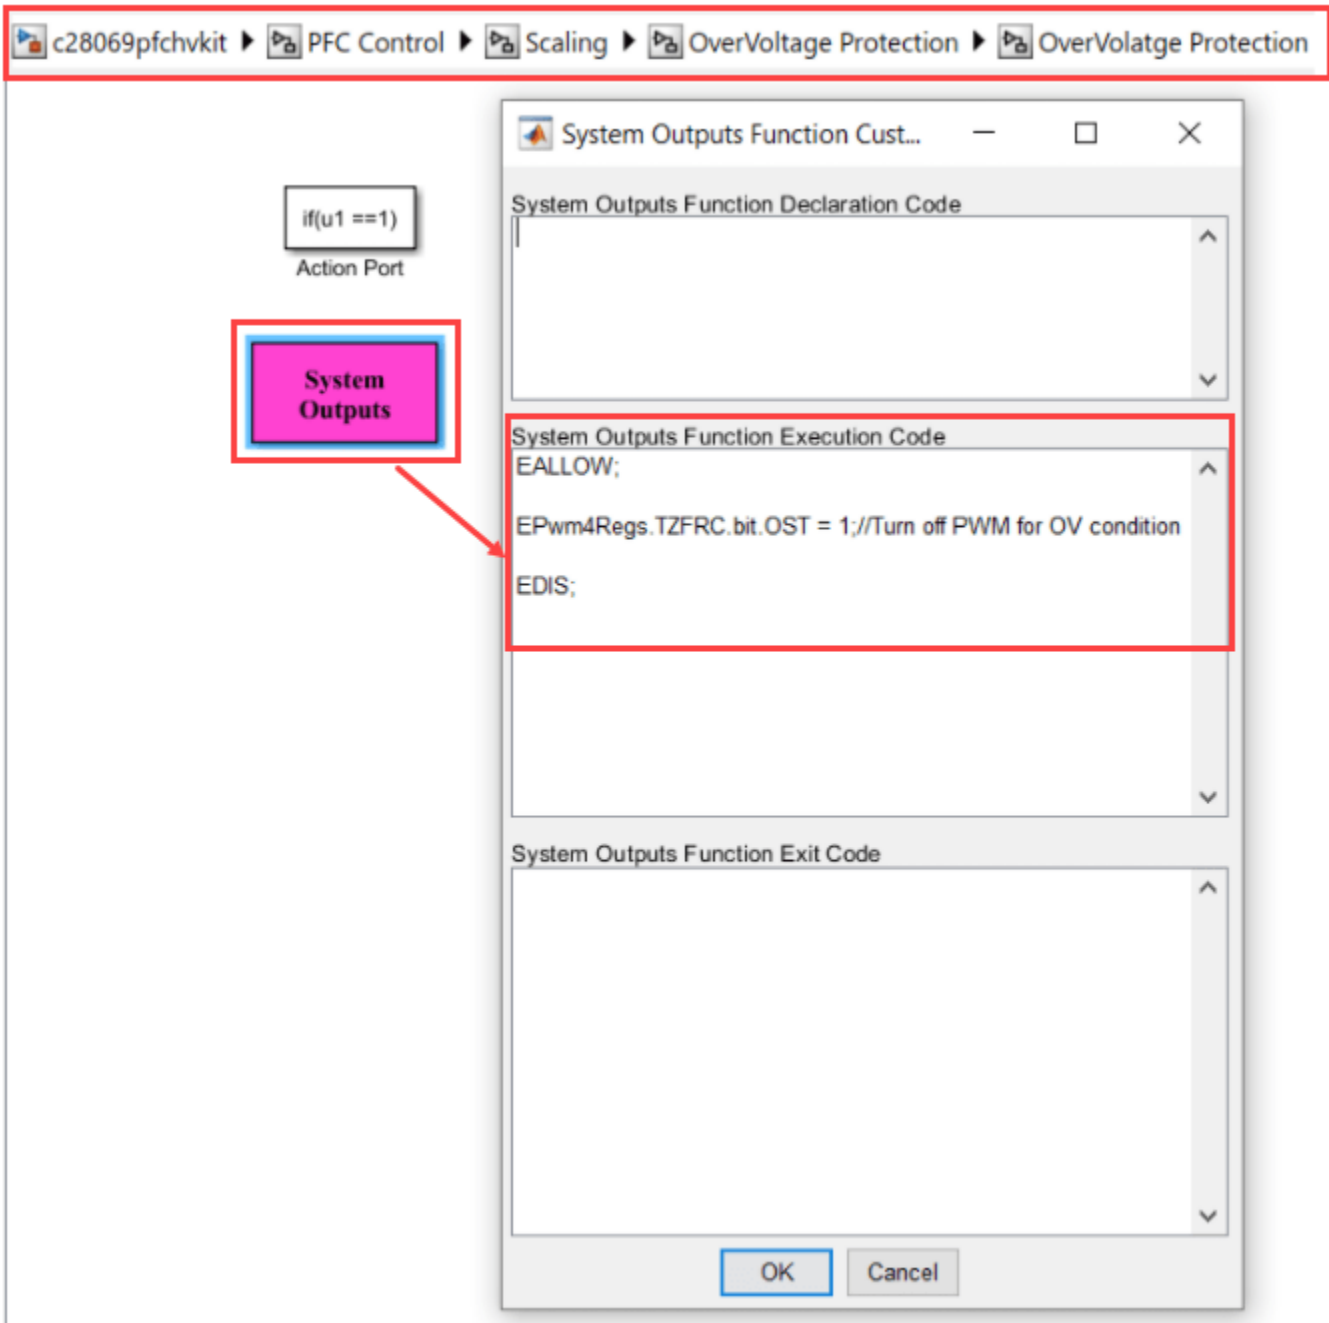 c28069pfchvkit PFC Control Scaling OverVoltage Protection OverVolatge Protection
System Outputs Function Cust...
if(u1 ==1)
Action Port
System
Outputs
System Outputs Function Declaration Code
System Outputs Function Execution Code
EALLOW;
EPwm4Regs.TZFRC.bit.OST = 1;//Turn off PWM for OV condition
EDIS;
System Outputs Function Exit Code
OK Cancel